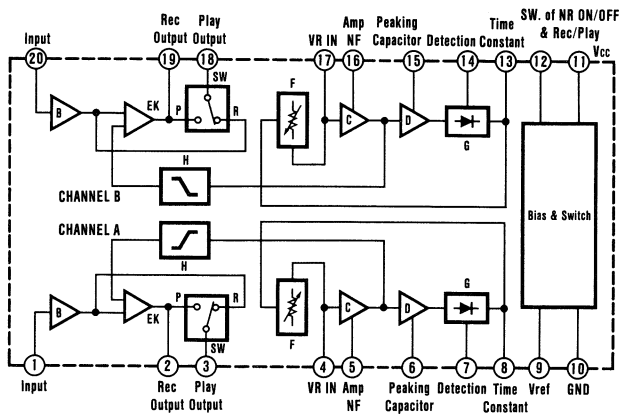 Input
Rec
Output
Play
Output
VR IN
Amp
NF
Peaking
Capacitor
Detection
Time
Constant
SW. of NR ON/OFF
& Rec/Play
Vcc
20
19
18
17
16
15
14
13
12
11
SW
F
B
EK
P
R
C
D
G
H
CHANNEL B
Bias & Switch
CHANNEL A
H
P
R
G
B
EK
C
D
SW
F
1
2
3
4
5
6
7
8
9
10
Input
Rec
Output
Play
Output
VR IN
Amp
NF
Peaking
Capacitor
Detection
Time
Constant
Vref
GND